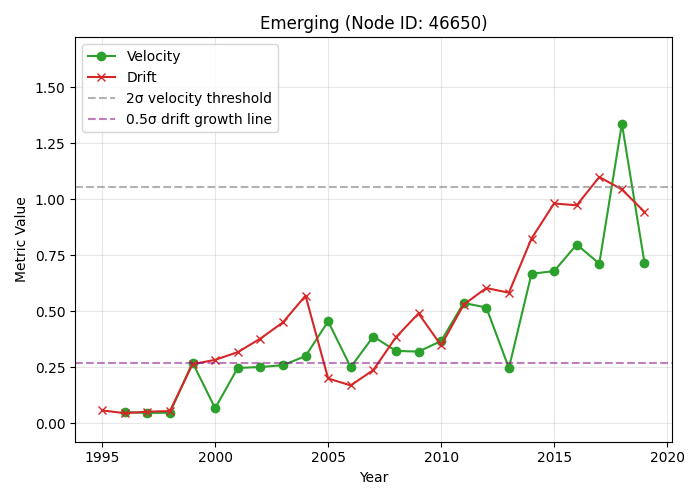 Emerging (Node ID: 46650)
Velocity
Drift
2σ velocity threshold
0.5σ drift growth line
Metric Value
1.50
1.25
1.00
0.75
0.50
0.25
0.00
1995 2000 2005 2010 2015 2020
Year